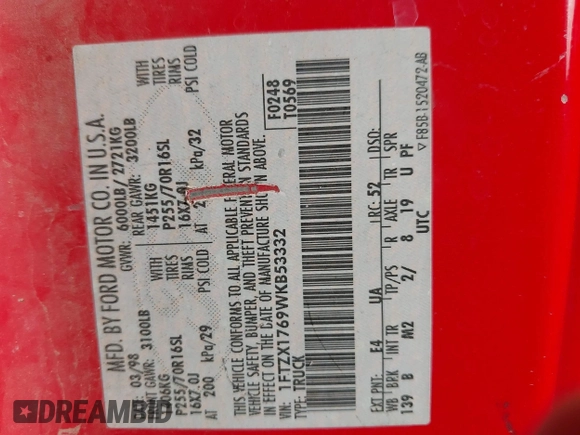 MFD. BY FORD MOTOR CO. IN U.S.A.
DATE: 03/98 GVWR: 6000LB/ 2721KG
FRONT GAWR: 3100LB REAR GAWR: 3200LB
1406KG WITH 1451KG WITH
P255/70R16SL TIRES P255/70R16SL TIRES
16X7.0J RIMS 16X7.0J RIMS
AT 200 kPa/29 PSI COLD AT kPa/32 PSI COLD
THIS VEHICLE CONFORMS TO ALL APPLICABLE FEDERAL MOTOR
VEHICLE SAFETY, BUMPER, AND THEFT PREVENTION STANDARDS
IN EFFECT ON THE DATE OF MANUFACTURE SHOWN ABOVE.
VIN: 1FTZX1769WKB53332
TRUCK
F0248
T0569
EXT PNT: E4 UA RC: 52 DSO:
WB BRK INT TR TP/PS R AXLE TR SPR
139 B M2 2/ 8 19 U PF
UTC
▽ F85B-1520472-AB
DREAMBID